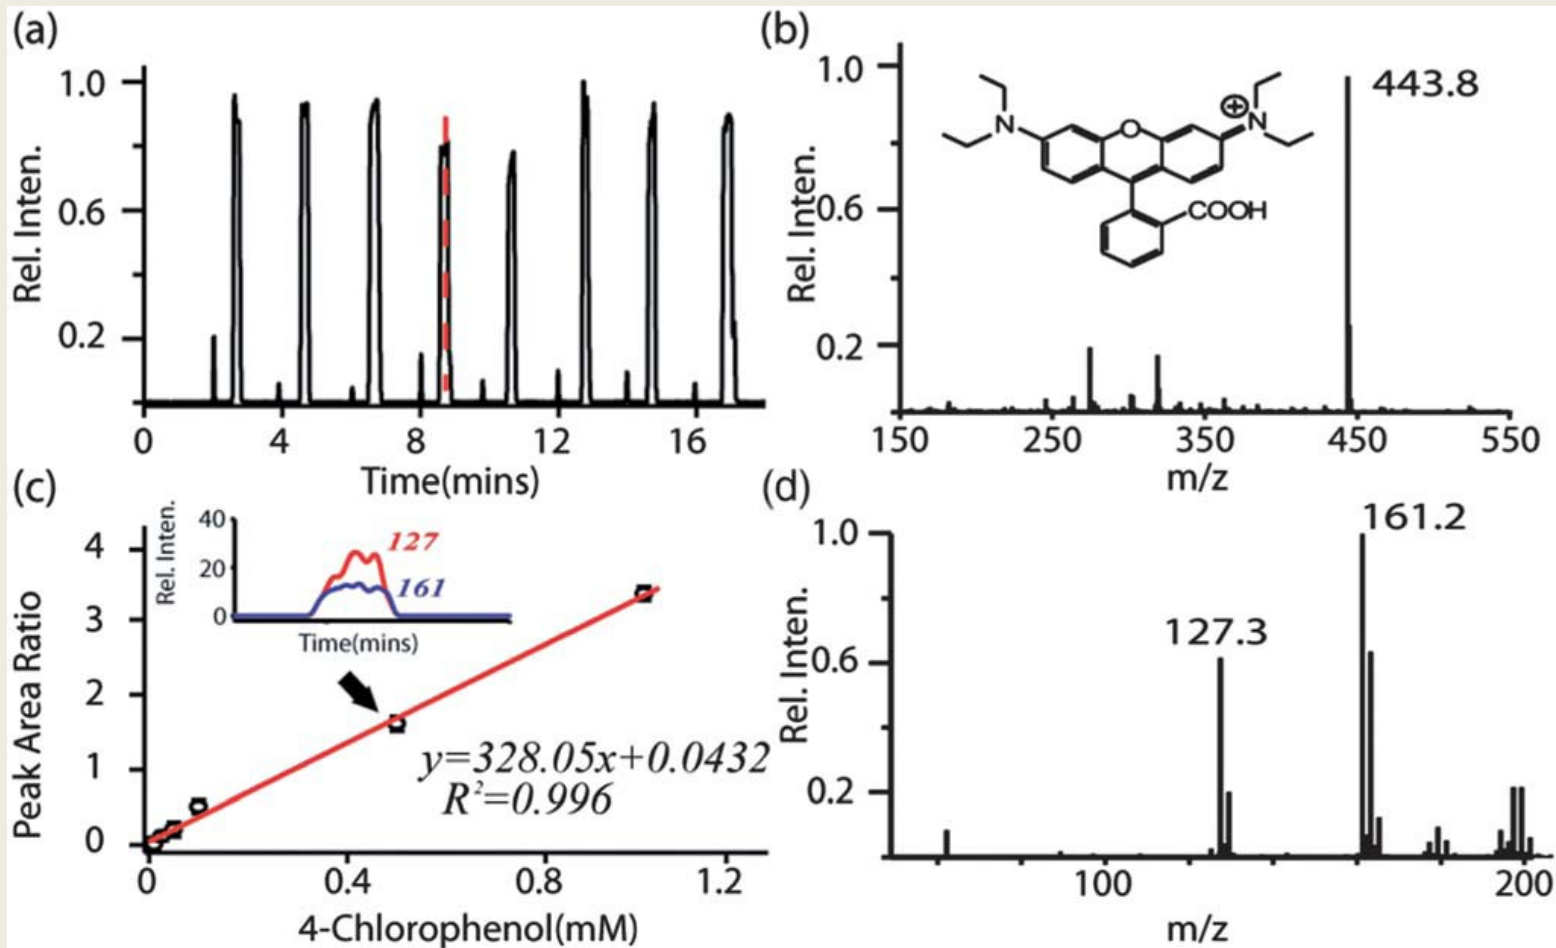 (a)
Rel. Inten.
1.0
0.6
0.2
0 4 8 12 16
Time(mins)
(b)
Rel. Inten.
1.0
0.6
0.2
443.8
N
O
⊕
N
COOH
150 250 350 450 550
m/z
(c)
Peak Area Ratio
4
3
2
1
0
Rel. Inten.
40
20
0
127
161
Time(mins)
y=328.05x+0.0432
R²=0.996
0 0.4 0.8 1.2
4-Chlorophenol(mM)
(d)
Rel. Inten.
1.0
0.6
0.2
161.2
127.3
100 200
m/z